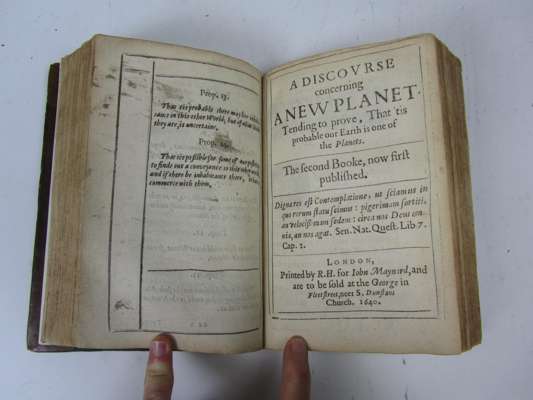 Prop. 13.
That tis probable there may be inhabi-
tants in this other World, but of what kind
they are, is uncertaine.
Prop. 14.
That tis possible for some of our posterity
to finde out a conveyance to this other world,
and if there be inhabitants there, to have
commerce with them.
A DISCOVRSE
concerning
A NEW PLANET.
Tending to prove, That 'tis
probable our Earth is one of
the Planets.
The second Booke, now first
published.
Digna res est Contemplatione, ut sciamus in
quo rerum statu simus: pigerrimam sortiti,
an velocissimam sedem: circa nos Deus om-
nia, an nos agat. Sen. Nat. Quest. Lib 7.
Cap. 2.
LONDON,
Printed by R.H. for Iohn Maynard, and
are to be sold at the George in
Fleetstreet, neer S. Dunstans
Church. 1640.